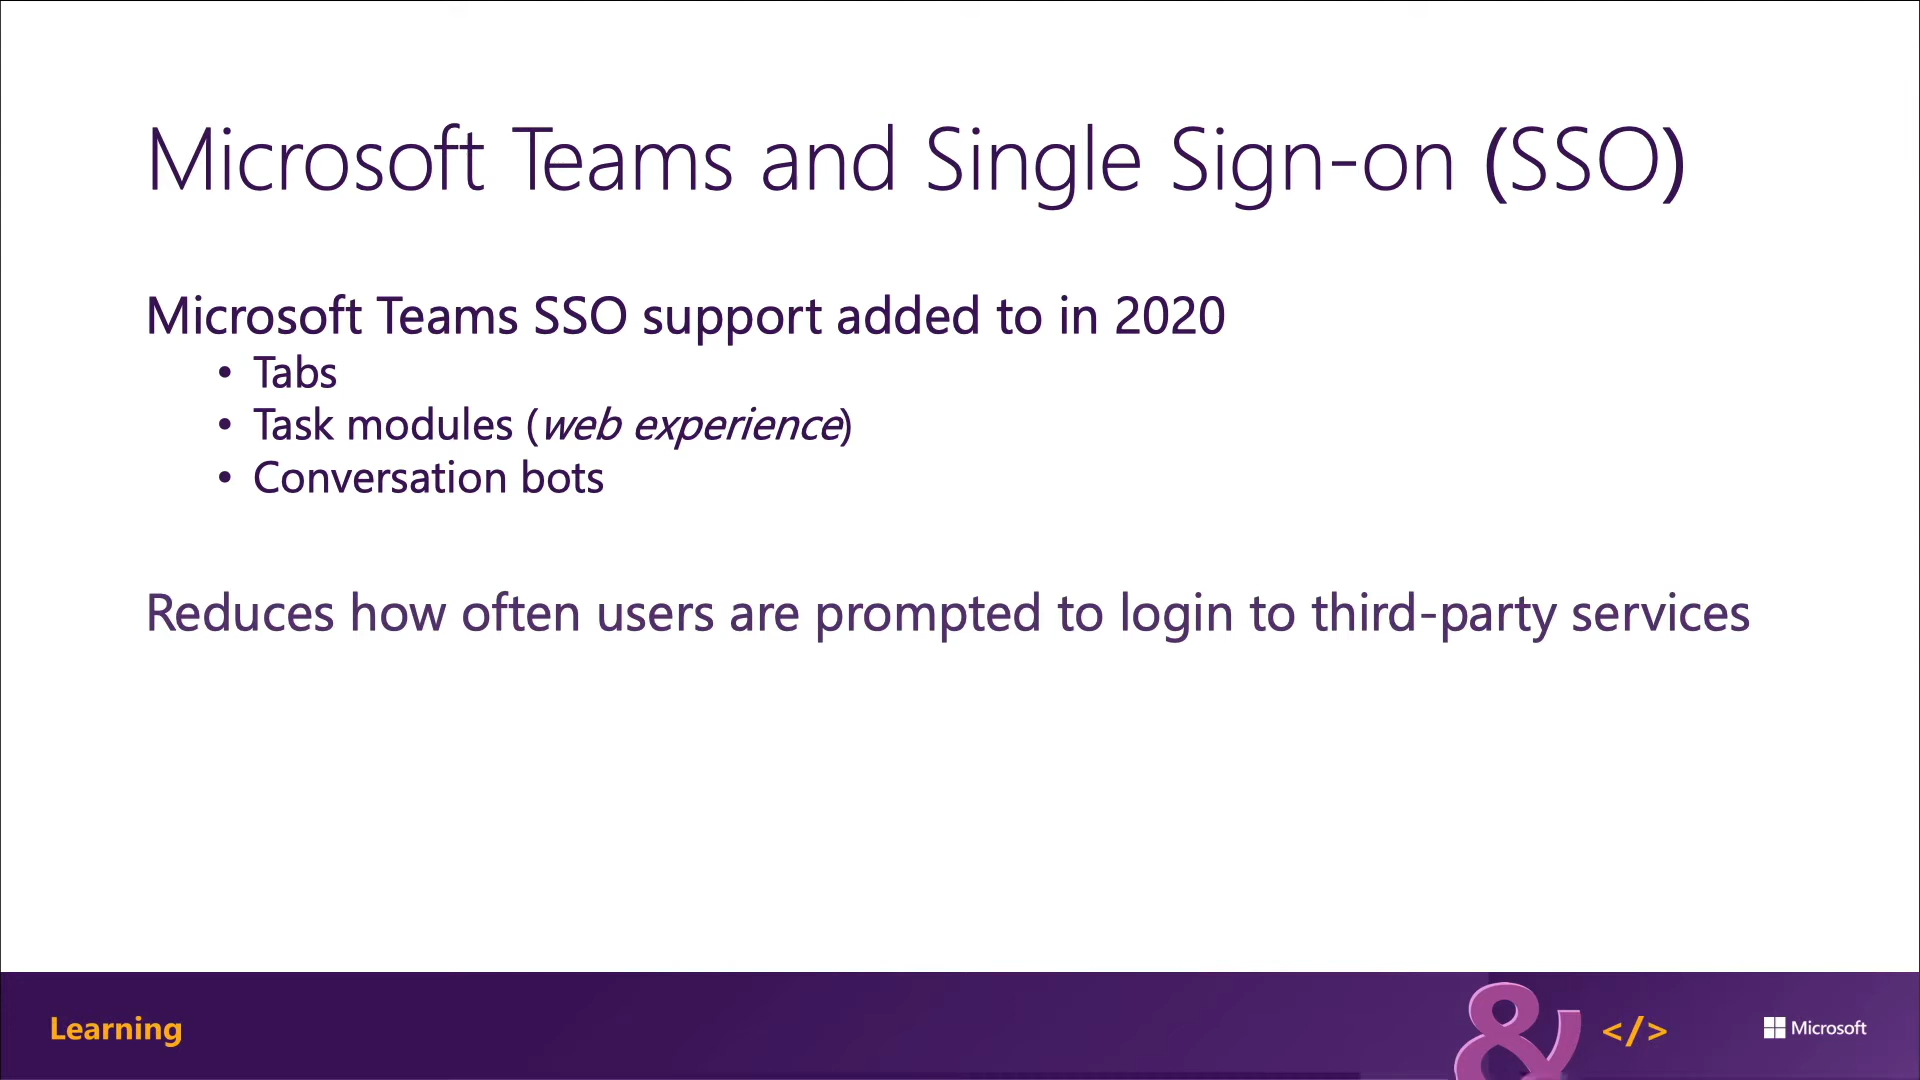 Microsoft Teams and Single Sign-on (SSO)
Microsoft Teams SSO support added to in 2020
• Tabs
• Task modules (web experience)
• Conversation bots
Reduces how often users are prompted to login to third-party services
Learning
& </>
Microsoft